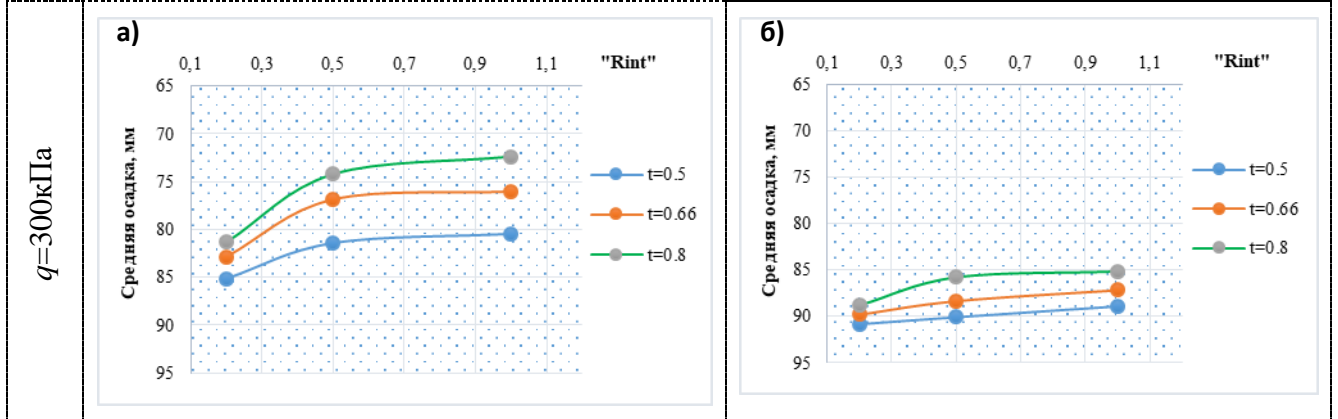 q=300кПа
а)
0,1 0,3 0,5 0,7 0,9 1,1 "Rint"
65
70
75
80
85
90
95
Средняя осадка, мм
t=0.5
t=0.66
t=0.8
б)
0,1 0,3 0,5 0,7 0,9 1,1 "Rint"
65
70
75
80
85
90
95
Средняя осадка, мм
t=0.5
t=0.66
t=0.8